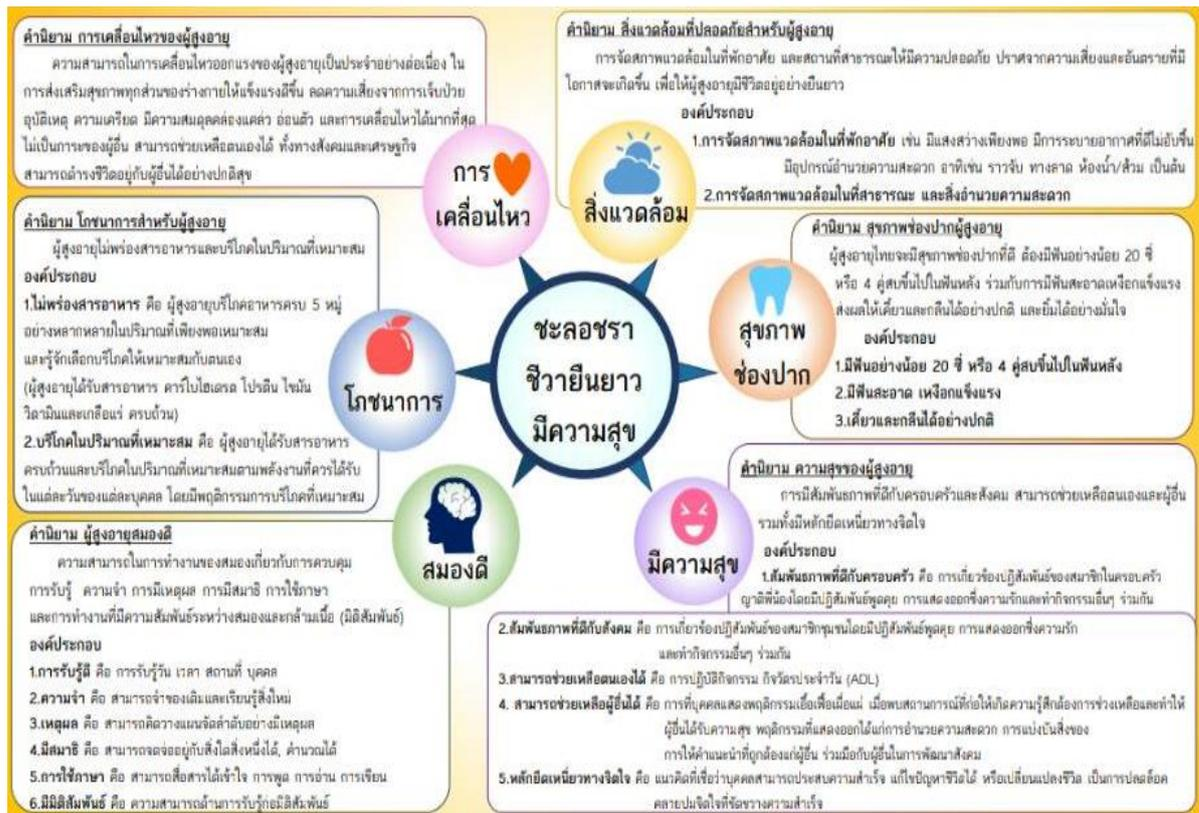 คำนิยาม การเคลื่อนไหวของผู้สูงอายุ
ความสามารถในการเคลื่อนไหวออกแรงของผู้สูงอายุเป็นประจำอย่างต่อเนื่อง ใน
การส่งเสริมสุขภาพทุกส่วนของร่างกายให้แข็งแรงดีขึ้น ลดความเสี่ยงจากการเจ็บป่วย
อุบัติเหตุ ความเครียด มีความสมดุลคล่องแคล่ว อ่อนตัว และการเคลื่อนไหวได้มากที่สุด
ไม่เป็นภาระของผู้อื่น สามารถช่วยเหลือตนเองได้ ทั้งทางสังคมและเศรษฐกิจ
สามารถดำรงชีวิตอยู่กับผู้อื่นได้อย่างปกติสุข
การ
เคลื่อนไหว
คำนิยาม สิ่งแวดล้อมที่ปลอดภัยสำหรับผู้สูงอายุ
การจัดสภาพแวดล้อมในที่พักอาศัย และสถานที่สาธารณะให้มีความปลอดภัย ปราศจากความเสี่ยงและอันตรายที่มี
โอกาสจะเกิดขึ้น เพื่อให้ผู้สูงอายุมีชีวิตอยู่อย่างยืนยาว
องค์ประกอบ
1.การจัดสภาพแวดล้อมในที่พักอาศัย เช่น มีแสงสว่างเพียงพอ มีการระบายอากาศที่ดีไม่อับชื้น
มีอุปกรณ์อำนวยความสะดวก อาทิเช่น ราวจับ ทางลาด ห้องน้ำ/ส้วม เป็นต้น
2.การจัดสภาพแวดล้อมในที่สาธารณะ และสิ่งอำนวยความสะดวก
สิ่งแวดล้อม
คำนิยาม โภชนาการสำหรับผู้สูงอายุ
ผู้สูงอายุไม่พร่องสารอาหารและบริโภคในปริมาณที่เหมาะสม
องค์ประกอบ
1.ไม่พร่องสารอาหาร คือ ผู้สูงอายุบริโภคอาหารครบ 5 หมู่
อย่างหลากหลายในปริมาณที่เพียงพอเหมาะสม
และรู้จักเลือกบริโภคให้เหมาะสมกับตนเอง
(ผู้สูงอายุได้รับสารอาหาร คาร์โบไฮเดรต โปรตีน ไขมัน
วิตามินและเกลือแร่ ครบถ้วน)
2.บริโภคในปริมาณที่เหมาะสม คือ ผู้สูงอายุได้รับสารอาหาร
ครบถ้วนและบริโภคในปริมาณที่เหมาะสมตามพลังงานที่ควรได้รับ
ในแต่ละวันของแต่ละบุคคล โดยมีพฤติกรรมการบริโภคที่เหมาะสม
โภชนาการ
ชะลอชรา
ชีวายืนยาว
มีความสุข
คำนิยาม สุขภาพช่องปากผู้สูงอายุ
ผู้สูงอายุไทยจะมีสุขภาพช่องปากที่ดี ต้องมีฟันอย่างน้อย 20 ซี่
หรือ 4 คู่สบขึ้นไปในฟันหลัง ร่วมกับการมีฟันสะอาดเหงือกแข็งแรง
ส่งผลให้เคี้ยวและกลืนได้อย่างปกติ และยิ้มได้อย่างมั่นใจ
องค์ประกอบ
1.มีฟันอย่างน้อย 20 ซี่ หรือ 4 คู่สบขึ้นไปในฟันหลัง
2.มีฟันสะอาด เหงือกแข็งแรง
3.เคี้ยวและกลืนได้อย่างปกติ
สุขภาพ
ช่องปาก
คำนิยาม ผู้สูงอายุสมองดี
ความสามารถในการทำงานของสมองเกี่ยวกับการควบคุม
การรับรู้ ความจำ การมีเหตุผล การมีสมาธิ การใช้ภาษา
และการทำงานที่มีความสัมพันธ์ระหว่างสมองและกล้ามเนื้อ (มิติสัมพันธ์)
องค์ประกอบ
1.การรับรู้ดี คือ การรับรู้วัน เวลา สถานที่ บุคคล
2.ความจำ คือ สามารถจำของเดิมและเรียนรู้สิ่งใหม่
3.เหตุผล คือ สามารถคิดวางแผนจัดลำดับอย่างมีเหตุผล
4.มีสมาธิ คือ สามารถจดจ่ออยู่กับสิ่งใดสิ่งหนึ่งได้, คำนวณได้
5.การใช้ภาษา คือ สามารถสื่อสารได้เข้าใจ การพูด การอ่าน การเขียน
6.มีมิติสัมพันธ์ คือ ความสามารถด้านการรับรู้ก่อมิติสัมพันธ์
สมองดี
คำนิยาม ความสุขของผู้สูงอายุ
การมีสัมพันธภาพที่ดีกับครอบครัวและสังคม สามารถช่วยเหลือตนเองและผู้อื่น
รวมทั้งมีหลักยึดเหนี่ยวทางจิตใจ
องค์ประกอบ
1.สัมพันธภาพที่ดีกับครอบครัว คือ การเกี่ยวข้องปฏิสัมพันธ์ของสมาชิกในครอบครัว
ญาติพี่น้องโดยมีปฏิสัมพันธ์พูดคุย การแสดงออกซึ่งความรักและทำกิจกรรมอื่นๆ ร่วมกัน
มีความสุข
2.สัมพันธภาพที่ดีกับสังคม คือ การเกี่ยวข้องปฏิสัมพันธ์ของสมาชิกชุมชนโดยมีปฏิสัมพันธ์พูดคุย การแสดงออกซึ่งความรัก
และทำกิจกรรมอื่นๆ ร่วมกัน
3.สามารถช่วยเหลือตนเองได้ คือ การปฏิบัติกิจกรรม กิจวัตรประจำวัน (ADL)
4. สามารถช่วยเหลือผู้อื่นได้ คือ การที่บุคคลแสดงพฤติกรรมเอื้อเฟื้อเผื่อแผ่ เมื่อพบสถานการณ์ที่ก่อให้เกิดความรู้สึกต้องการช่วงเหลือและทำให้
ผู้อื่นได้รับความสุข พฤติกรรมที่แสดงออกได้แก่การอำนวยความสะดวก การแบ่งปันสิ่งของ
การให้คำแนะนำที่ถูกต้องแก่ผู้อื่น ร่วมมือกับผู้อื่นในการพัฒนาสังคม
5.หลักยึดเหนี่ยวทางจิตใจ คือ แนวคิดที่เชื่อว่าบุคคลสามารถประสบความสำเร็จ แก้ไขปัญหาชีวิตได้ หรือเปลี่ยนแปลงชีวิต เป็นการปลดล็อค
คลายปมจิตใจที่ขัดขวางความสำเร็จ